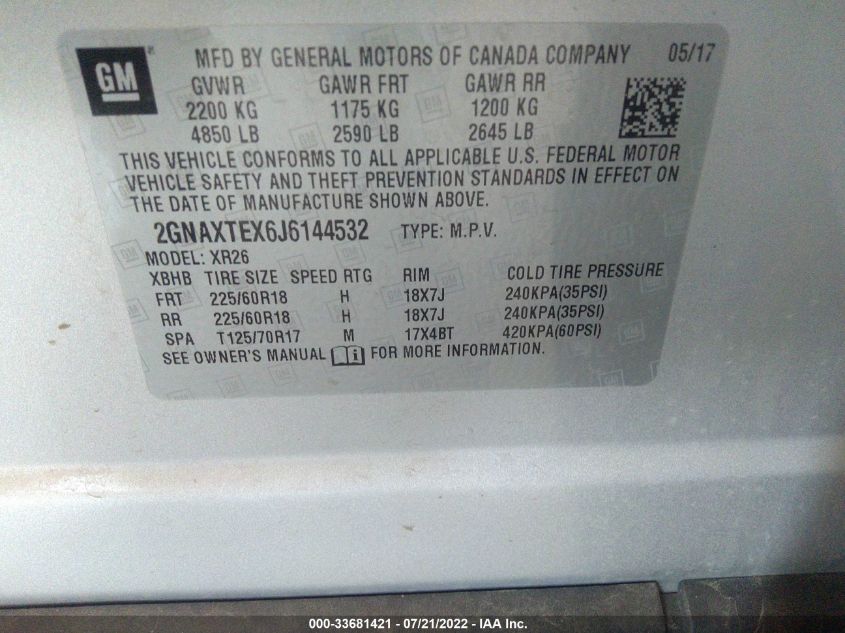 GM
MFD BY GENERAL MOTORS OF CANADA COMPANY 05/17
GVWR GAWR FRT GAWR RR
2200 KG 1175 KG 1200 KG
4850 LB 2590 LB 2645 LB
THIS VEHICLE CONFORMS TO ALL APPLICABLE U.S. FEDERAL MOTOR
VEHICLE SAFETY AND THEFT PREVENTION STANDARDS IN EFFECT ON
THE DATE OF MANUFACTURE SHOWN ABOVE.
2GNAXTEX6J6144532 TYPE: M.P.V.
MODEL: XR26
XBHB TIRE SIZE SPEED RTG RIM COLD TIRE PRESSURE
FRT 225/60R18 H 18X7J 240KPA(35PSI)
RR 225/60R18 H 18X7J 240KPA(35PSI)
SPA T125/70R17 M 17X4BT 420KPA(60PSI)
SEE OWNER'S MANUAL i FOR MORE INFORMATION.
000-33681421 / 07/21/2022 - IAA Inc.